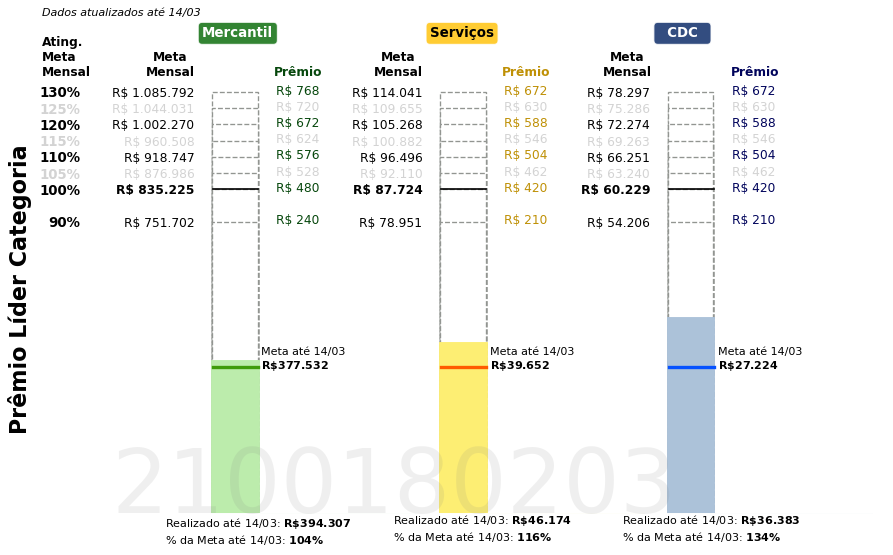 Dados atualizados até 14/03
Mercantil Serviços CDC
Ating.
Meta Meta Meta Meta
Mensal Mensal Prêmio Mensal Prêmio Mensal Prêmio
130% R$ 1.085.792 R$ 768 R$ 114.041 R$ 672 R$ 78.297 R$ 672
125% R$ 1.044.031 R$ 720 R$ 109.655 R$ 630 R$ 75.286 R$ 630
120% R$ 1.002.270 R$ 672 R$ 105.268 R$ 588 R$ 72.274 R$ 588
115% R$ 960.508 R$ 624 R$ 100.882 R$ 546 R$ 69.263 R$ 546
110% R$ 918.747 R$ 576 R$ 96.496 R$ 504 R$ 66.251 R$ 504
105% R$ 876.986 R$ 528 R$ 92.110 R$ 462 R$ 63.240 R$ 462
100% R$ 835.225 R$ 480 R$ 87.724 R$ 420 R$ 60.229 R$ 420
90% R$ 751.702 R$ 240 R$ 78.951 R$ 210 R$ 54.206 R$ 210
Prêmio Líder Categoria
Meta até 14/03 Meta até 14/03 Meta até 14/03
R$377.532 R$39.652 R$27.224
2100180203
Realizado até 14/03: R$394.307 Realizado até 14/03: R$46.174 Realizado até 14/03: R$36.383
% da Meta até 14/03: 104% % da Meta até 14/03: 116% % da Meta até 14/03: 134%